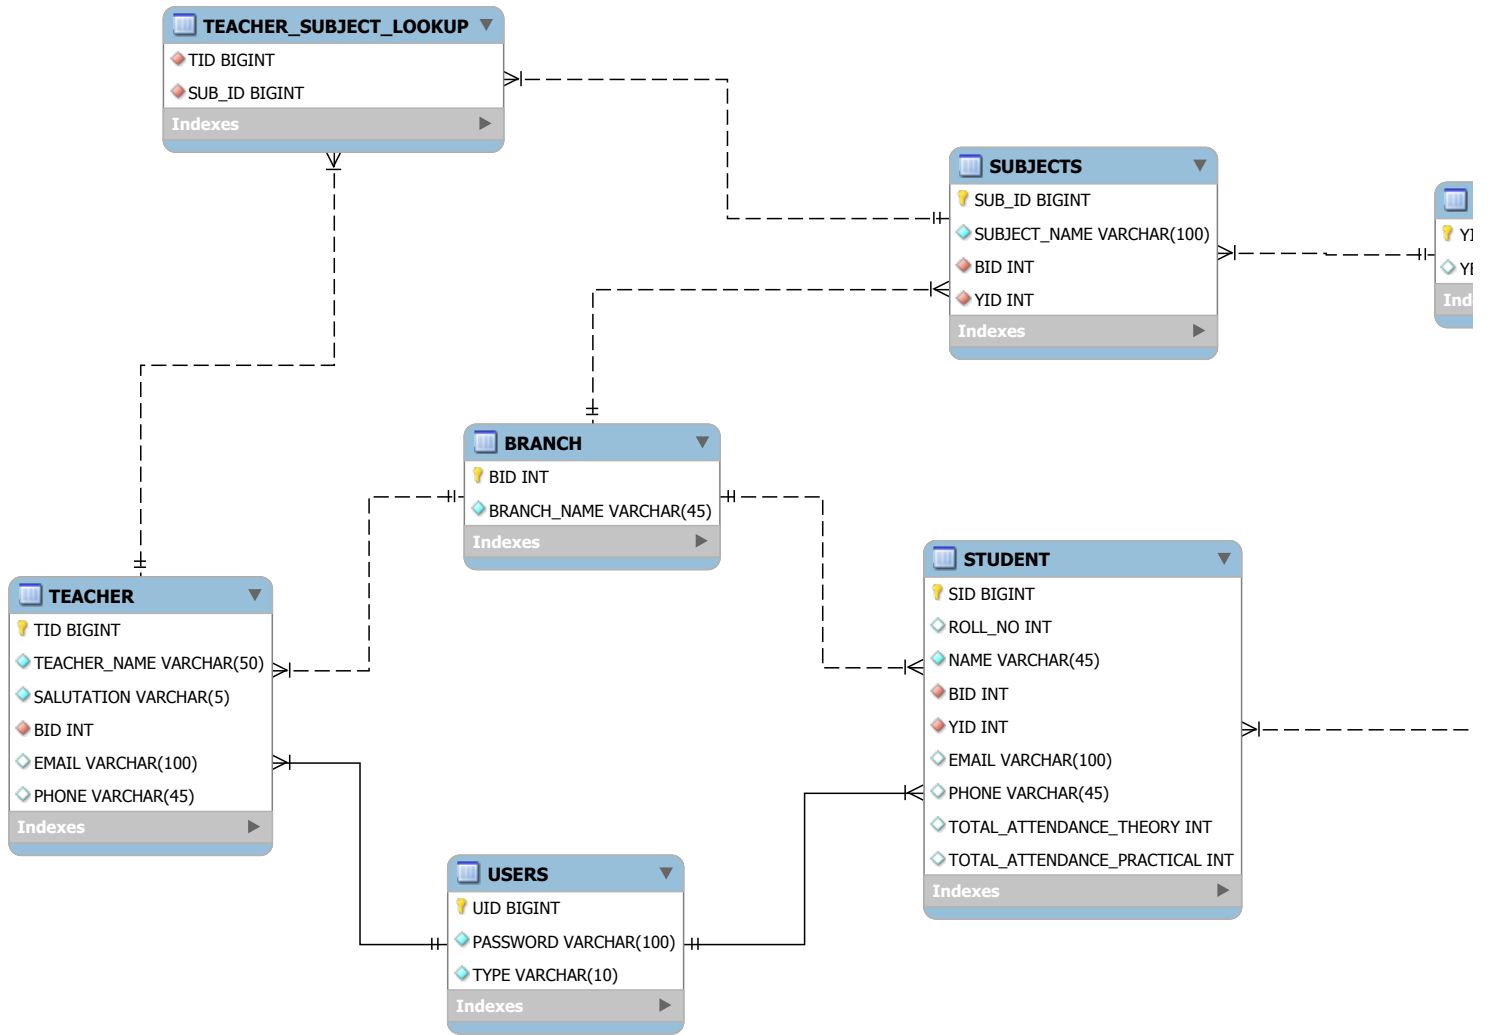 TEACHER_SUBJECT_LOOKUP
TID BIGINT
SUB_ID BIGINT
Indexes
SUBJECTS
SUB_ID BIGINT
SUBJECT_NAME VARCHAR(100)
BID INT
YID INT
Indexes
BRANCH
BID INT
BRANCH_NAME VARCHAR(45)
Indexes
TEACHER
TID BIGINT
TEACHER_NAME VARCHAR(50)
SALUTATION VARCHAR(5)
BID INT
EMAIL VARCHAR(100)
PHONE VARCHAR(45)
Indexes
STUDENT
SID BIGINT
ROLL_NO INT
NAME VARCHAR(45)
BID INT
YID INT
EMAIL VARCHAR(100)
PHONE VARCHAR(45)
TOTAL_ATTENDANCE_THEORY INT
TOTAL_ATTENDANCE_PRACTICAL INT
Indexes
USERS
UID BIGINT
PASSWORD VARCHAR(100)
TYPE VARCHAR(10)
Indexes